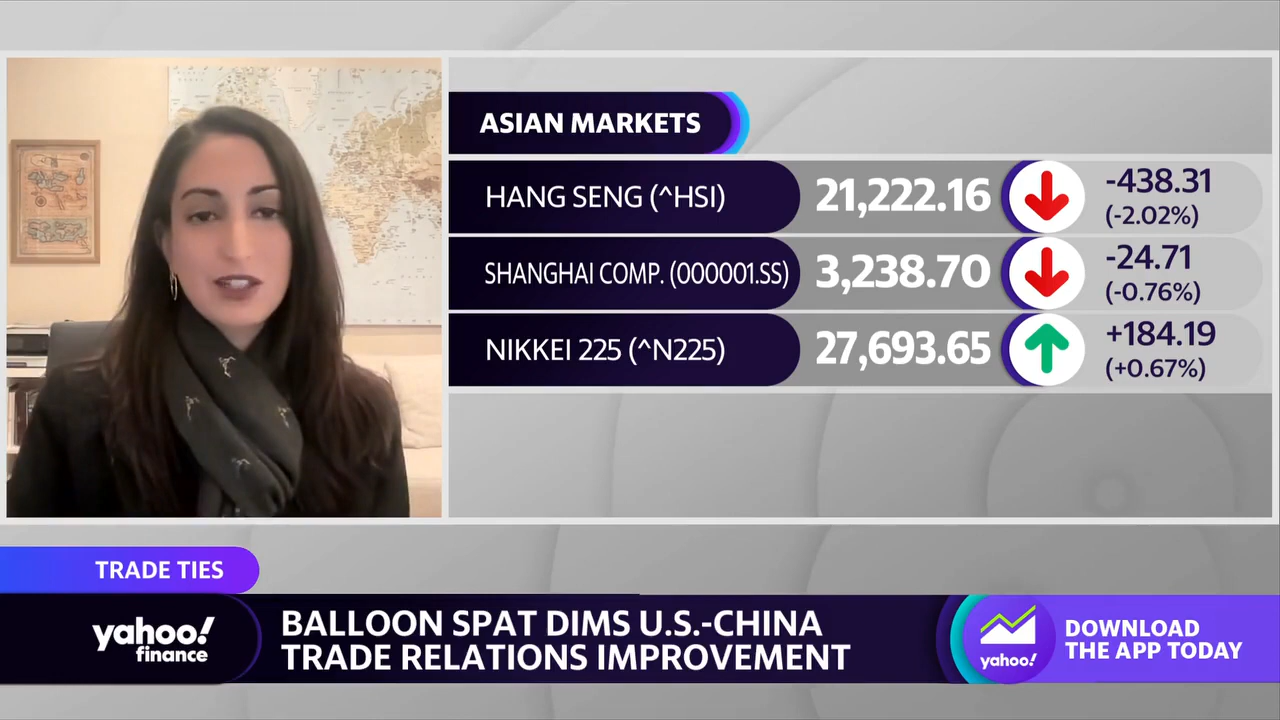 ASIAN MARKETS
HANG SENG (^HSI) 21,222.16 -438.31
(-2.02%)
SHANGHAI COMP. (000001.SS) 3,238.70 -24.71
(-0.76%)
NIKKEI 225 (^N225) 27,693.65 +184.19
(+0.67%)
TRADE TIES
yahoo!
finance
BALLOON SPAT DIMS U.S.-CHINA
TRADE RELATIONS IMPROVEMENT
yahoo!
DOWNLOAD
THE APP TODAY